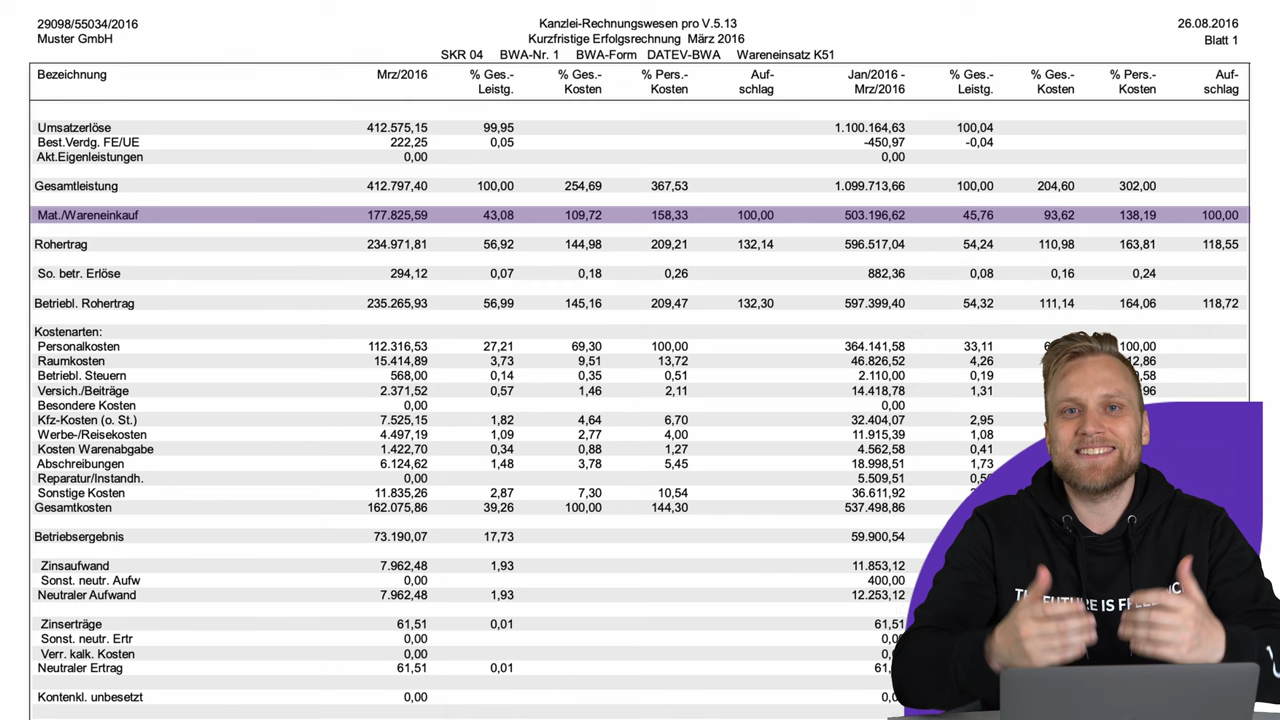 29098/55034/2016 Kanzlei-Rechnungswesen pro V.5.13 26.08.2016
Muster GmbH Kurzfristige Erfolgsrechnung März 2016 Blatt 1
SKR 04 BWA-Nr. 1 BWA-Form DATEV-BWA Wareneinsatz K51
Bezeichnung Mrz/2016 % Ges.- % Ges.- % Pers.- Auf- Jan/2016 - % Ges.- % Ges.- % Pers.- Auf-
Leistg. Kosten Kosten schlag Mrz/2016 Leistg. Kosten Kosten schlag
Umsatzerlöse 412.575,15 99,95 1.100.164,63 100,04
Best.Verdg. FE/UE 222,25 0,05 -450,97 -0,04
Akt.Eigenleistungen 0,00 0,00
Gesamtleistung 412.797,40 100,00 254,69 367,53 1.099.713,66 100,00 204,60 302,00
Mat./Wareneinkauf 177.825,59 43,08 109,72 158,33 100,00 503.196,62 45,76 93,62 138,19 100,00
Rohertrag 234.971,81 56,92 144,98 209,21 132,14 596.517,04 54,24 110,98 163,81 118,55
So. betr. Erlöse 294,12 0,07 0,18 0,26 882,36 0,08 0,16 0,24
Betriebl. Rohertrag 235.265,93 56,99 145,16 209,47 132,30 597.399,40 54,32 111,14 164,06 118,72
Kostenarten:
Personalkosten 112.316,53 27,21 69,30 100,00 364.141,58 33,11 100,00
Raumkosten 15.414,89 3,73 9,51 13,72 46.826,52 4,26
Betriebl. Steuern 568,00 0,14 0,35 0,51 2.110,00 0,19
Versich./Beiträge 2.371,52 0,57 1,46 2,11 14.418,78 1,31
Besondere Kosten 0,00 0,00
Kfz-Kosten (o. St.) 7.525,15 1,82 4,64 6,70 32.404,07 2,95
Werbe-/Reisekosten 4.497,19 1,09 2,77 4,00 11.915,39 1,08
Kosten Warenabgabe 1.422,70 0,34 0,88 1,27 4.562,58 0,41
Abschreibungen 6.124,62 1,48 3,78 5,45 18.998,51 1,73
Reparatur/Instandh. 0,00 5.509,51
Sonstige Kosten 11.835,26 2,87 7,30 10,54 36.611,92
Gesamtkosten 162.075,86 39,26 100,00 144,30 537.498,86
Betriebsergebnis 73.190,07 17,73 59.900,54
Zinsaufwand 7.962,48 1,93 11.853,12
Sonst. neutr. Aufw 0,00 400,00
Neutraler Aufwand 7.962,48 1,93 12.253,12
Zinserträge 61,51 0,01 61,51
Sonst. neutr. Ertr 0,00
Verr. kalk. Kosten 0,00
Neutraler Ertrag 61,51 0,01
Kontenkl. unbesetzt 0,00
FUTURE IS